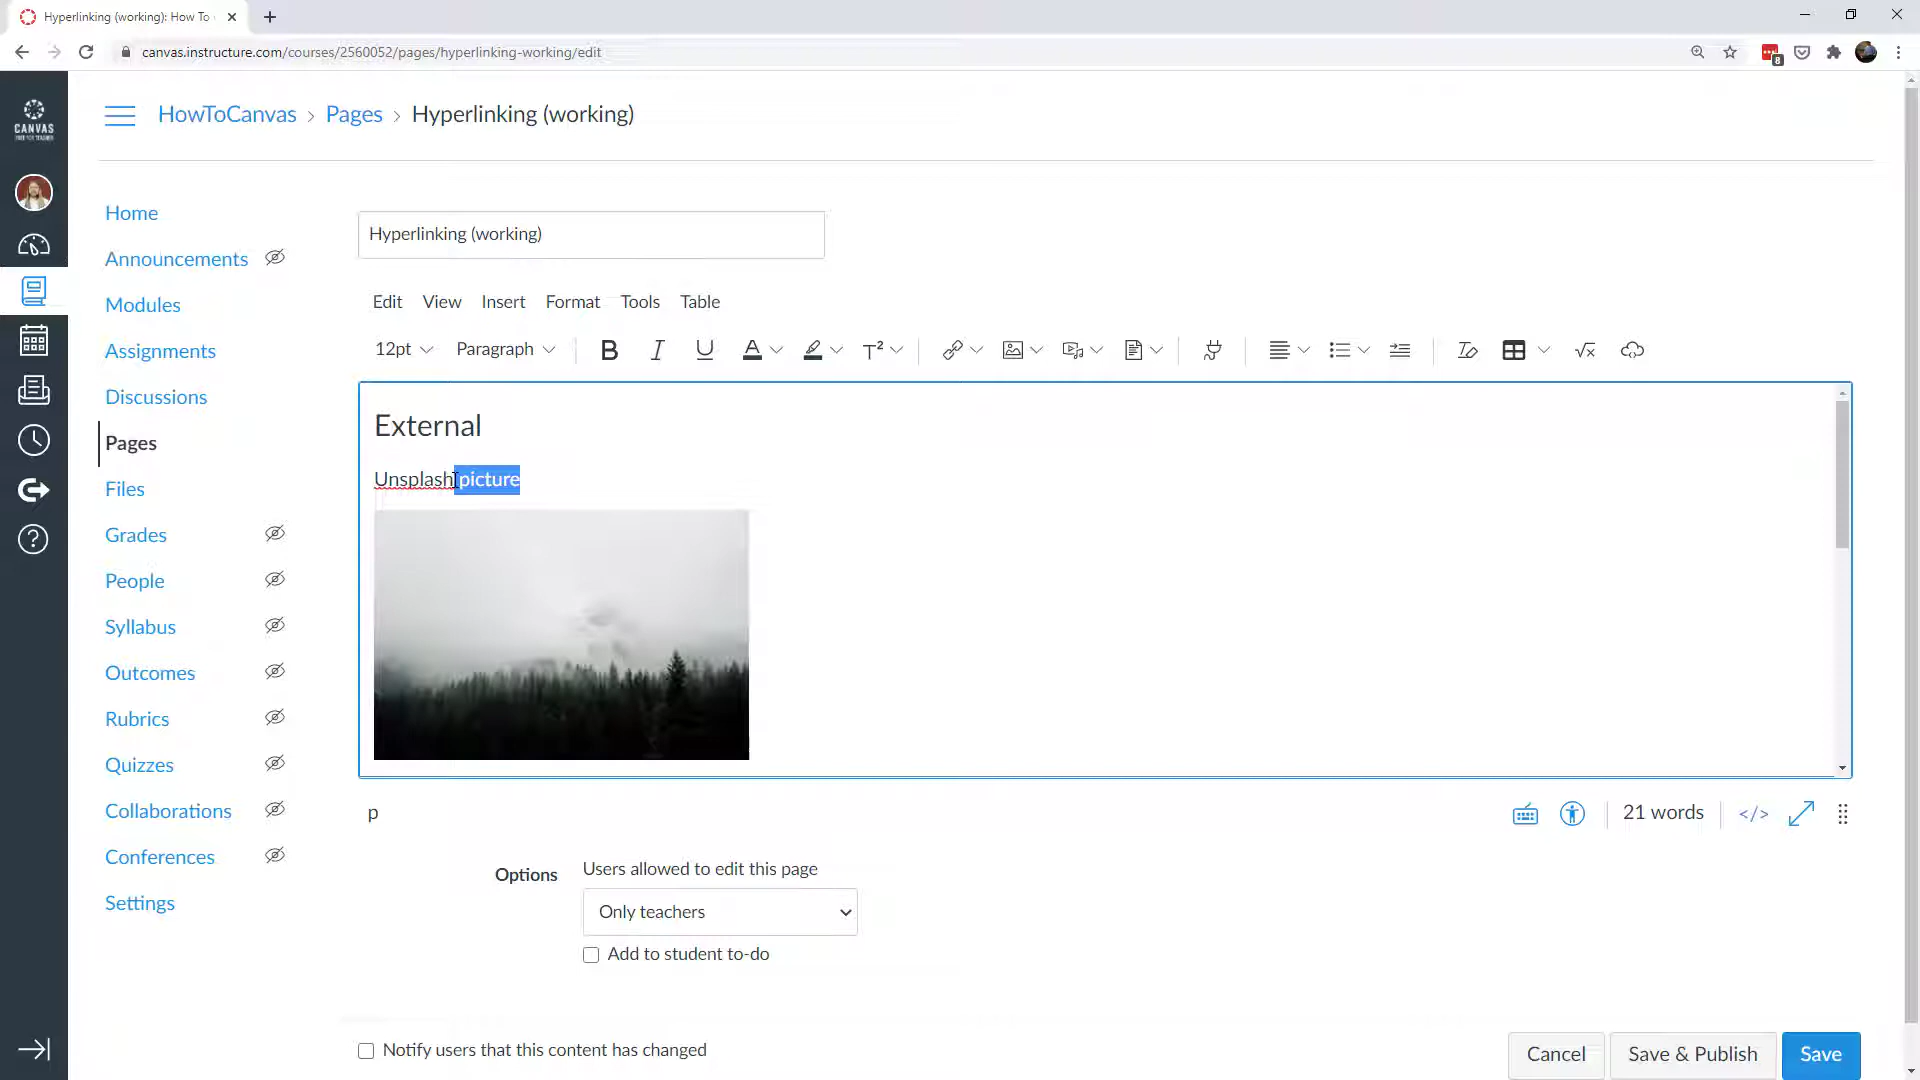 Hyperlinking (working): How To
canvas.instructure.com/courses/2560052/pages/hyperlinking-working/edit
8
CANVAS
HowToCanvas > Pages > Hyperlinking (working)
Home
Announcements
Modules
Assignments
Discussions
Pages
Files
Grades
People
Syllabus
Outcomes
Rubrics
Quizzes
Collaborations
Conferences
Settings
Hyperlinking (working)
Edit View Insert Format Tools Table
12pt Paragraph B I U A T²
External
Unsplash picture
p
21 words </>
Options
Users allowed to edit this page
Only teachers
Add to student to-do
Notify users that this content has changed
Cancel Save & Publish Save